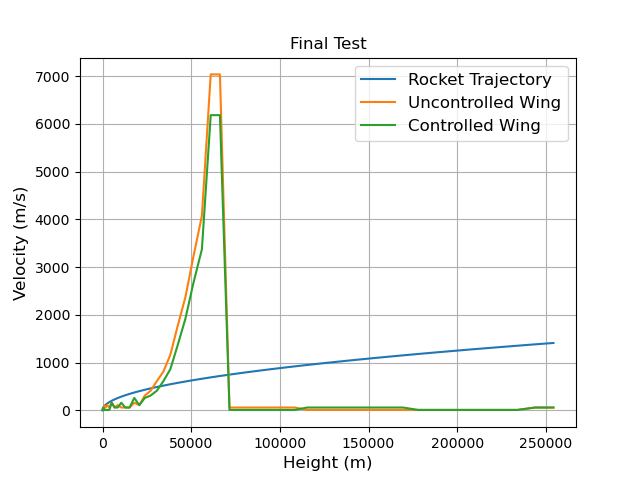 Final Test
Rocket Trajectory
Uncontrolled Wing
Controlled Wing
Velocity (m/s)
7000
6000
5000
4000
3000
2000
1000
0
0 50000 100000 150000 200000 250000
Height (m)